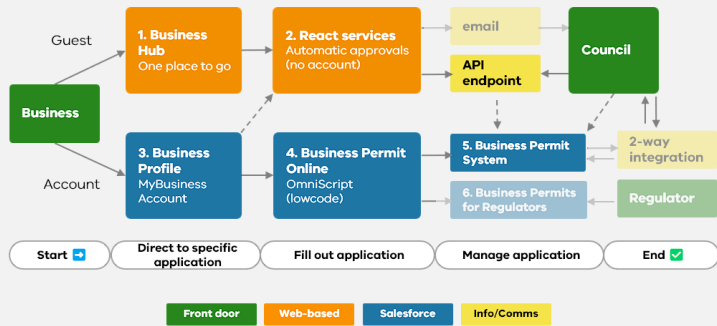 Guest
1. Business
Hub
One place to go
2. React services
Automatic approvals
(no account)
email
API
endpoint
Council
Business
3. Business
Profile
MyBusiness
Account
4. Business Permit
Online
OmniScript
(lowcode)
5. Business Permit
System
2-way
integration
6. Business Permits
for Regulators
Regulator
Account
Start ➡️
Direct to specific
application
Fill out application
Manage application
End ✅
Front door
Web-based
Salesforce
Info/Comms